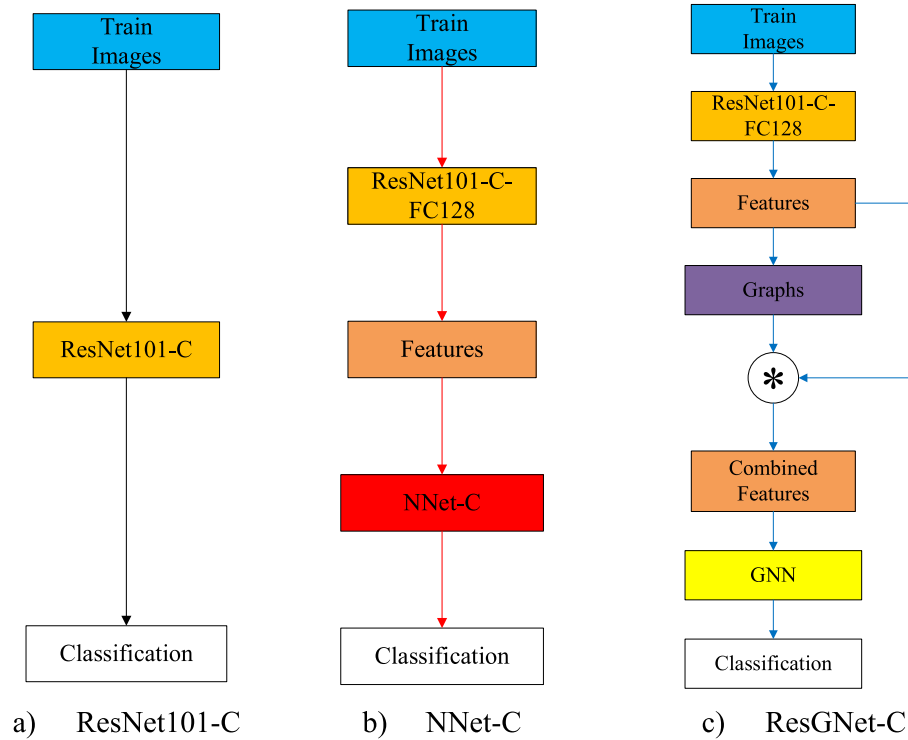 Train
Images
ResNet101-C
Classification
a) ResNet101-C
Train
Images
ResNet101-C-
FC128
Features
NNet-C
Classification
b) NNet-C
Train
Images
ResNet101-C-
FC128
Features
Graphs
*
Combined
Features
GNN
Classification
c) ResGNet-C